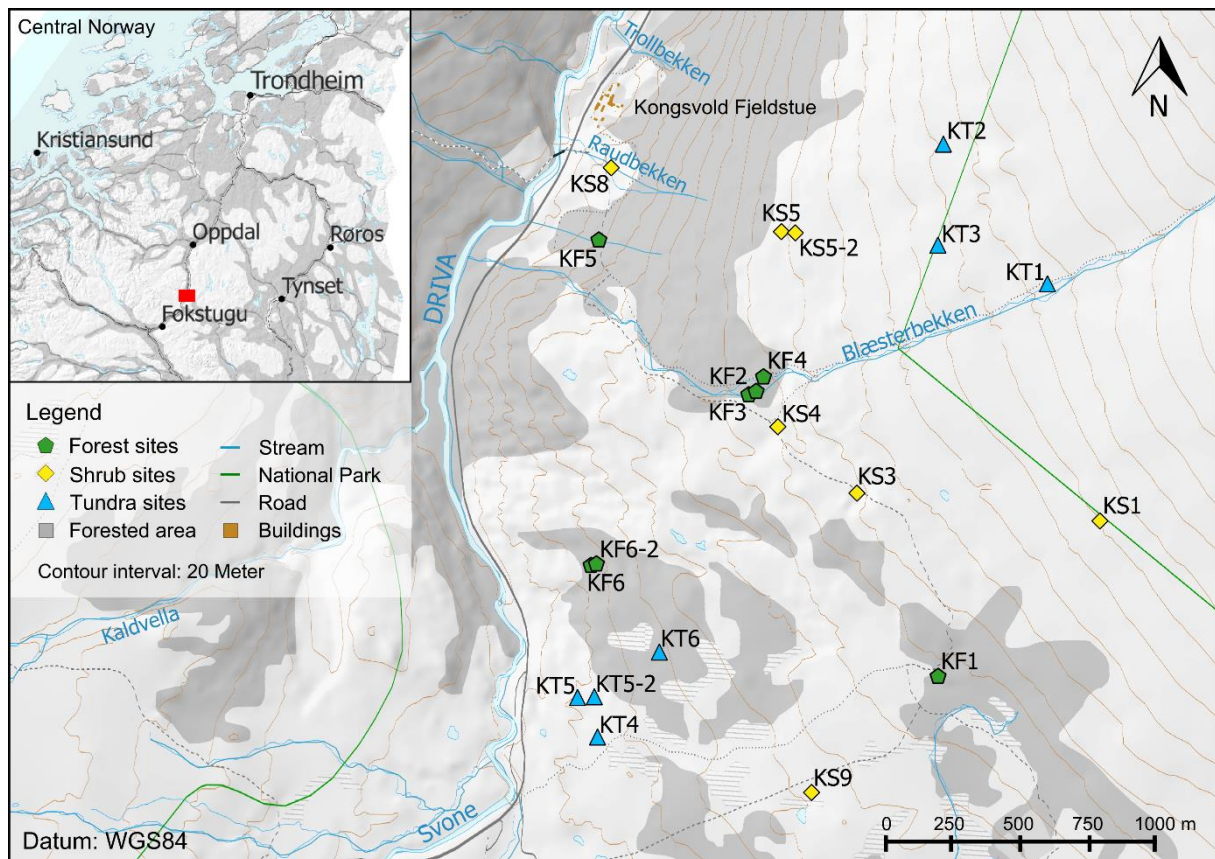 Central Norway
Trondheim
Kristiansund
Oppdal
Røros
Tynset
Fokstugu
Legend
Forest sites
Shrub sites
Tundra sites
Forested area
Stream
National Park
Road
Buildings
Contour interval: 20 Meter
Datum: WGS84
Trollbekken
Kongsvold Fjeldstue
N
Raudbekken
KS8
KT2
KS5
KS5-2
KT3
KF5
KT1
DRIVA
Blæsterbekken
KF4
KF2
KF3
KS4
KS3
KS1
KF6-2
KF6
Kaldvella
KT6
KF1
KT5
KT5-2
KT4
KS9
Svone
0 250 500 750 1000 m